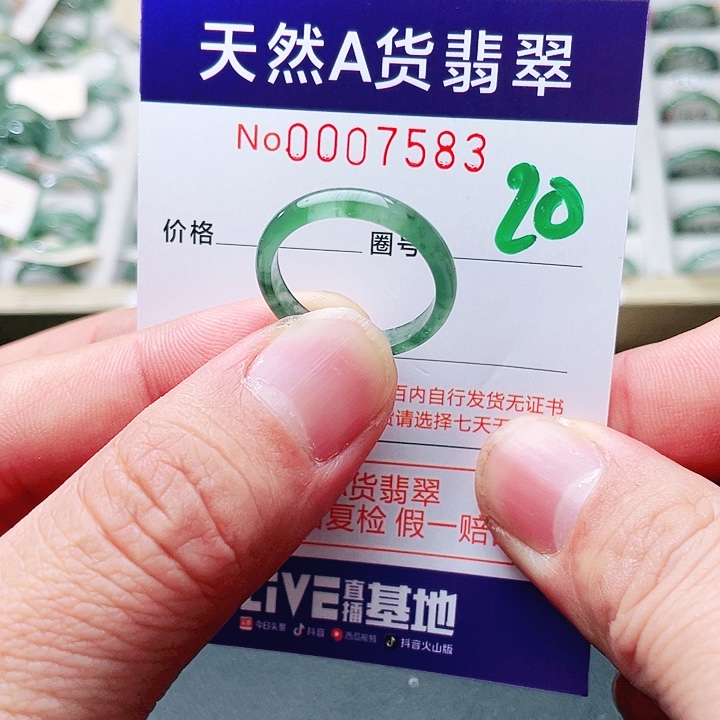 天然A货翡翠
No0007583
20
价格 圈号
百内自行发货无证书
请选择七天无
货翡翠
复检 假一赔
LIVE直播基地
今日头条 抖音 西瓜视频 抖音火山版